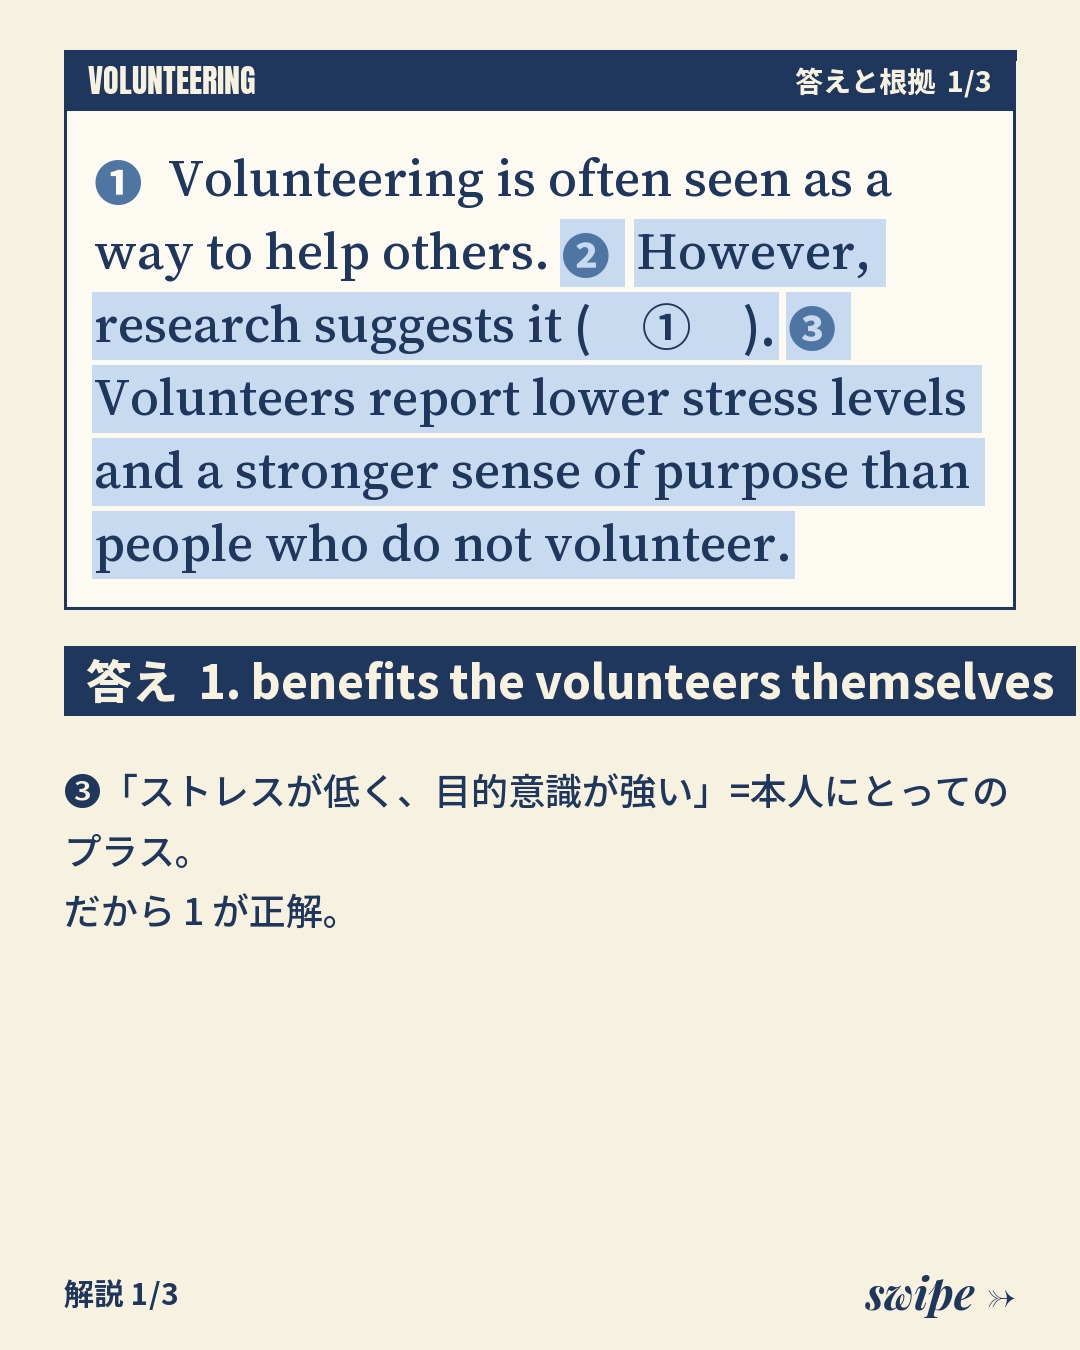 VOLUNTEERING
答えと根拠 1/3
❶ Volunteering is often seen as a
way to help others. ❷ However,
research suggests it ( ① ). ❸
Volunteers report lower stress levels
and a stronger sense of purpose than
people who do not volunteer.
答え 1. benefits the volunteers themselves
❸「ストレスが低く、目的意識が強い」=本人にとっての
プラス。
だから 1 が正解。
解説 1/3
swipe ➳